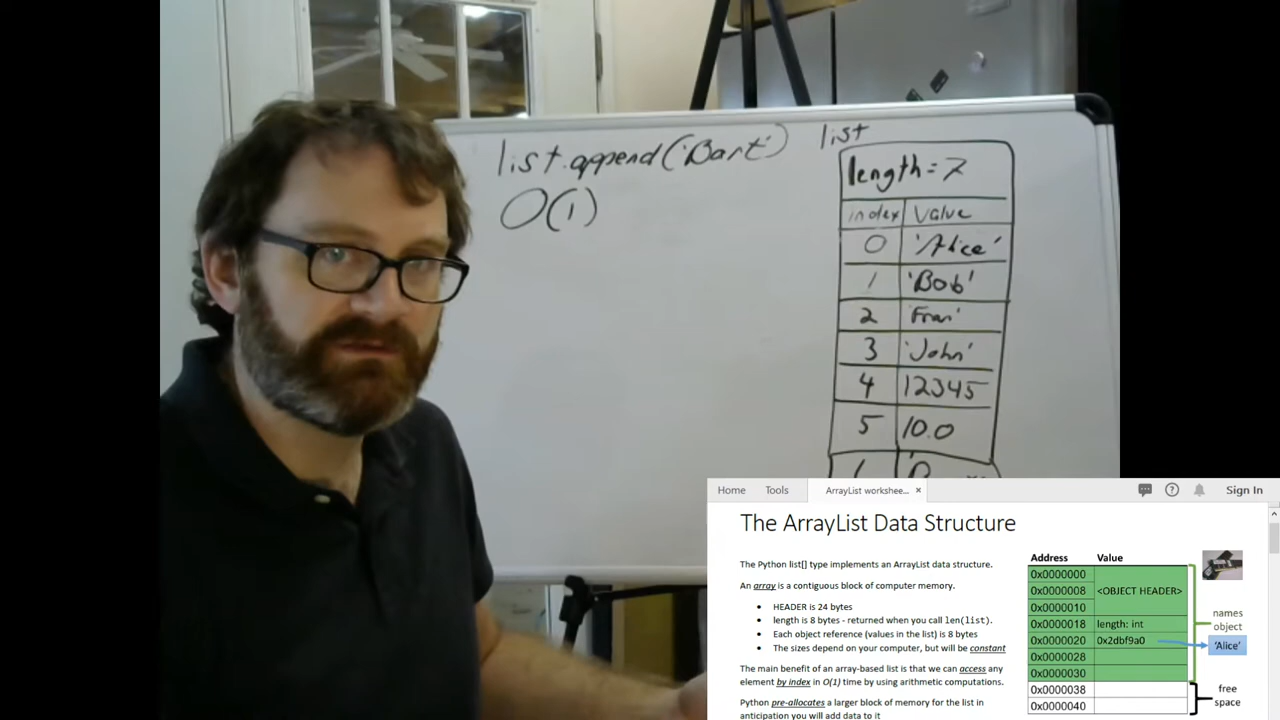 list.append('Bart')
O(1)
list
length = 7
index value
0 'Alice'
1 'Bob'
2 'Fran'
3 'John'
4 12345
5 10.0
Home Tools ArrayList workshee... × Sign In
The ArrayList Data Structure
The Python list[] type implements an ArrayList data structure.
An array is a contiguous block of computer memory.
• HEADER is 24 bytes
• length is 8 bytes - returned when you call len(list).
• Each object reference (values in the list) is 8 bytes
• The sizes depend on your computer, but will be constant
The main benefit of an array-based list is that we can access any
element by index in O(1) time by using arithmetic computations.
Python pre-allocates a larger block of memory for the list in
anticipation you will add data to it
Address Value
0x0000000
0x0000008 <OBJECT HEADER>
0x0000010
0x0000018 length: int
0x0000020 0x2dbf9a0
0x0000028
0x0000030
0x0000038
0x0000040
names
object
'Alice'
free
space